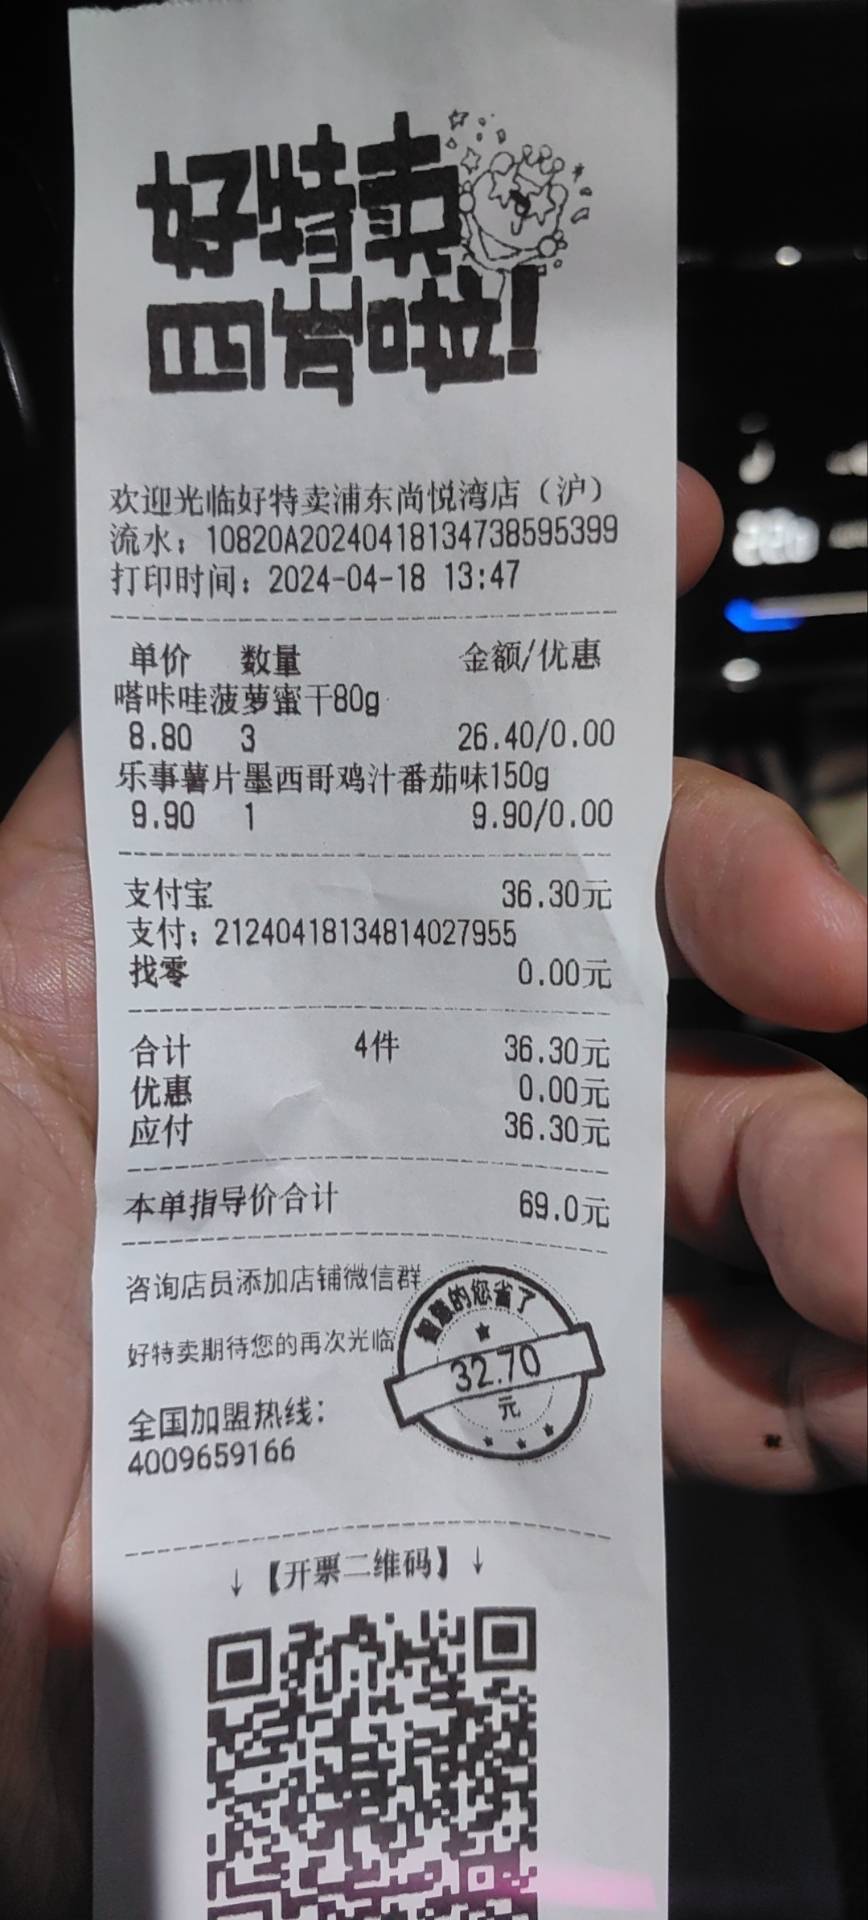 好特卖
来啦!
欢迎光临好特卖浦东尚悦湾店（沪）
流水：10820A20240418134738595399
打印时间：2024-04-18 13:47
单价 数量 金额/优惠
嗒咔哇菠萝蜜干80g
8.80 3 26.40/0.00
乐事薯片墨西哥鸡汁番茄味150g
9.90 1 9.90/0.00
支付宝 36.30元
支付：21240418134814027955
找零 0.00元
合计 4件 36.30元
优惠 0.00元
应付 36.30元
本单指导价合计 69.0元
咨询店员添加店铺微信群
好特卖期待您的再次光临
智慧的您省了
32.70
元
全国加盟热线：
4009659166
↓【开票二维码】↓